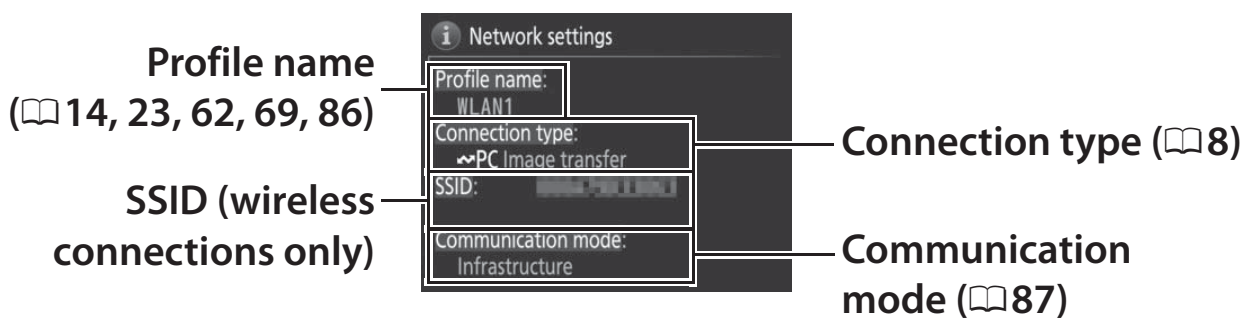 Network settings
Profile name
(14, 23, 62, 69, 86)
Profile name:
WLAN1
Connection type:
PC Image transfer
Connection type (8)
SSID (wireless
connections only)
SSID:
Communication mode:
Infrastructure
Communication
mode (87)